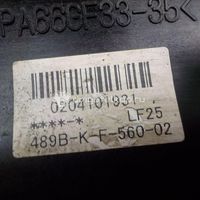 PA66GF33-35<
0204101931
****-* LF25
489B-K-F-560-02